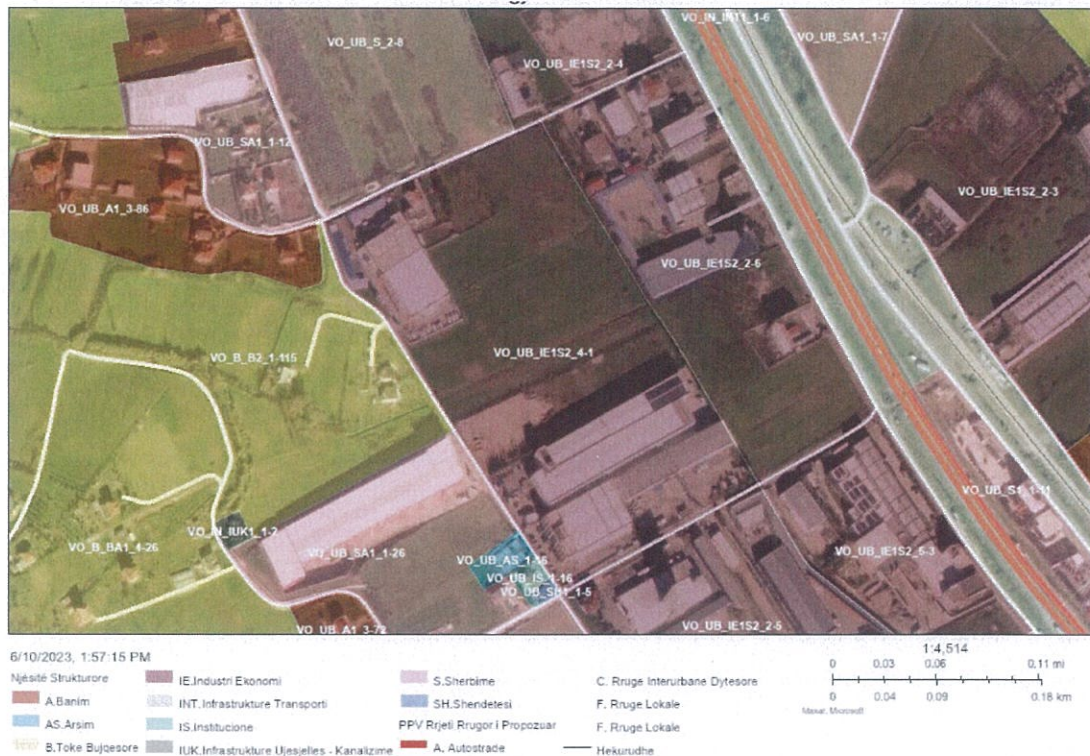 VO_IN_IN11_1-6
VO_UB_S_2-8
VO_UB_SA1_1-7
VO_UB_IE1S2_2-4
VO_UB_SA1_1-12
VO_UB_IE1S2_2-3
VO_UB_A1_3-86
VO_UB_IE1S2_2-6
VO_B_B2_1-115
VO_UB_IE1S2_4-1
VO_UB_S1_1-11
VO_IN_IUK1_1-2
VO_B_BA1_4-26
VO_UB_SA1_1-26
VO_UB_IE1S2_5-3
VO_UB_AS_1-16
VO_UB_IS_1-16
VO_UB_SH1_1-5
VO_UB_A1_3-72
VO_UB_IE1S2_2-5
6/10/2023, 1:57:15 PM
Njësitë Strukturore
A.Banim
AS.Arsim
B.Toke Bujqesore
IE.Industri Ekonomi
INT.Infrastrukture Transporti
IS.Institucione
IUK.Infrastrukture Ujesjelles - Kanalizime
S.Sherbime
SH.Shendetesi
PPV Rrjeti Rrugor i Propozuar
A. Autostrade
C. Rruge Interurbane Dytesore
F. Rruge Lokale
F. Rruge Lokale
Hekurudhe
1:4,514
0 0.03 0.06 0.11 mi
0 0.04 0.09 0.18 km
Maxar, Microsoft